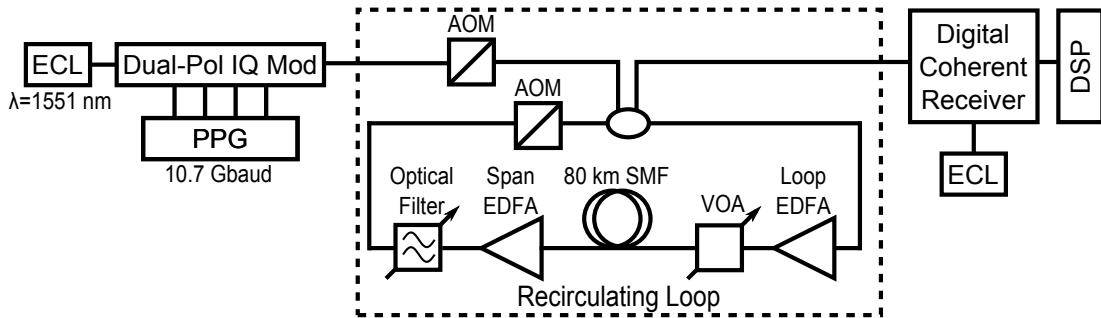 ECL
λ=1551 nm
Dual-Pol IQ Mod
PPG
10.7 Gbaud
AOM
AOM
Optical
Filter
Span
EDFA
80 km SMF
VOA
Loop
EDFA
Recirculating Loop
Digital
Coherent
Receiver
DSP
ECL